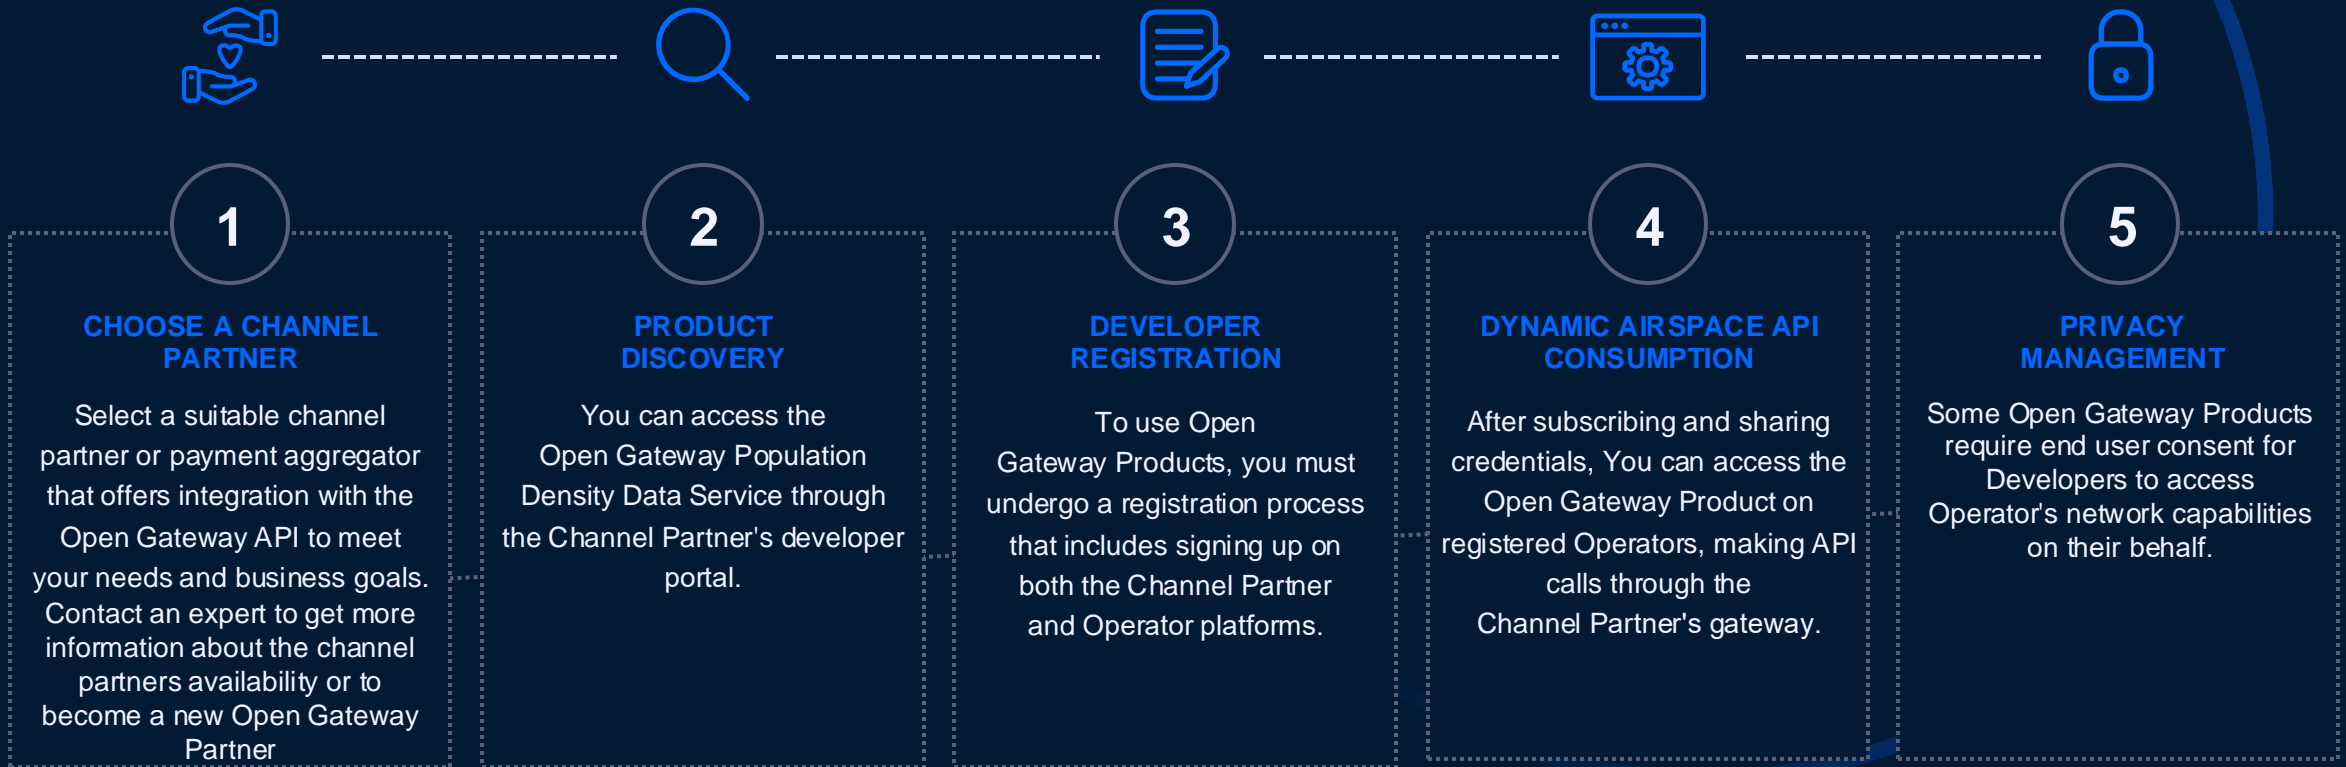 1
CHOOSE A CHANNEL
PARTNER
Select a suitable channel
partner or payment aggregator
that offers integration with the
Open Gateway API to meet
your needs and business goals.
Contact an expert to get more
information about the channel
partners availability or to
become a new Open Gateway
Partner
2
PRODUCT
DISCOVERY
You can access the
Open Gateway Population
Density Data Service through
the Channel Partner's developer
portal.
3
DEVELOPER
REGISTRATION
To use Open
Gateway Products, you must
undergo a registration process
that includes signing up on
both the Channel Partner
and Operator platforms.
4
DYNAMIC AIRSPACE API
CONSUMPTION
After subscribing and sharing
credentials, You can access the
Open Gateway Product on
registered Operators, making API
calls through the
Channel Partner's gateway.
5
PRIVACY
MANAGEMENT
Some Open Gateway Products
require end user consent for
Developers to access
Operator's network capabilities
on their behalf.